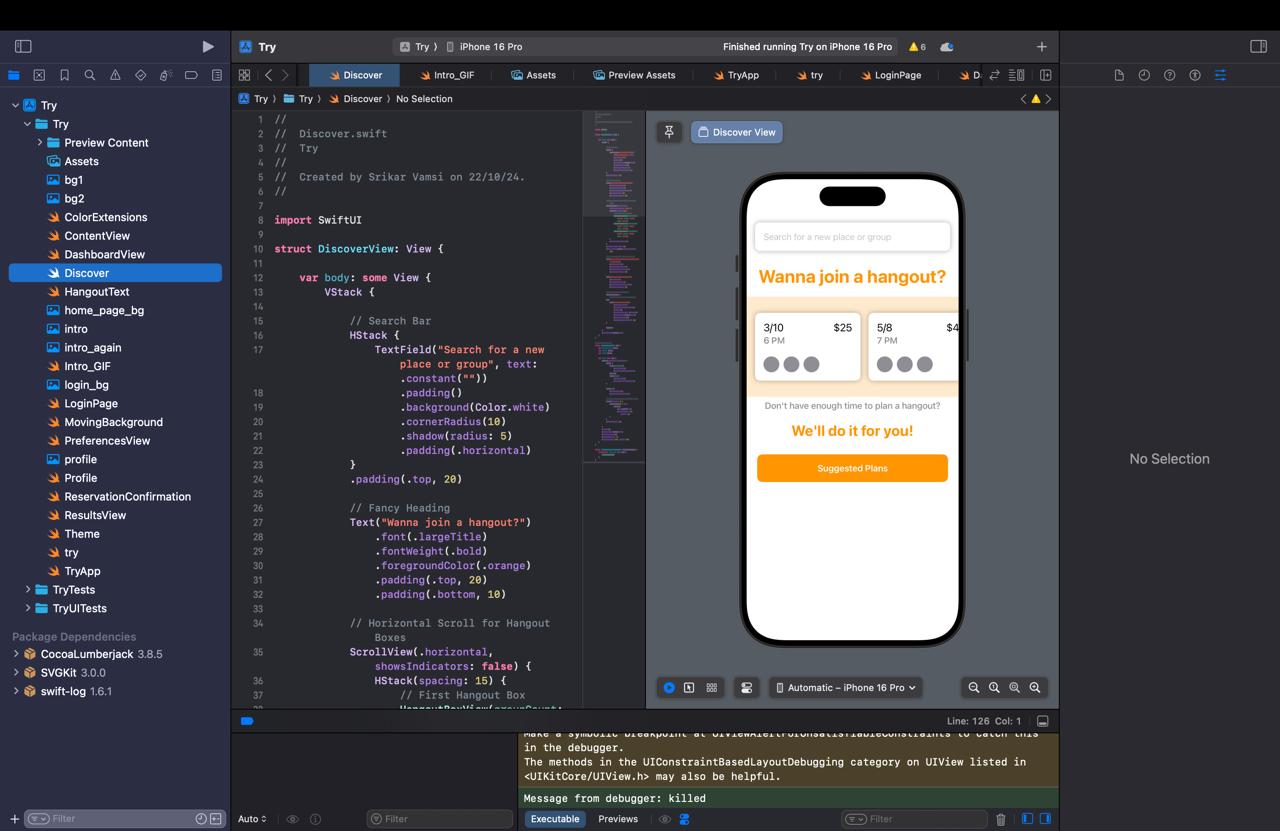 Try
Try ⟩ iPhone 16 Pro
Finished running Try on iPhone 16 Pro
6
Discover
Intro_GIF
Assets
Preview Assets
TryApp
try
LoginPage
Try ⟩ Try ⟩ Discover ⟩ No Selection
Try
Try
Preview Content
Assets
bg1
bg2
ColorExtensions
ContentView
DashboardView
Discover
HangoutText
home_page_bg
intro
intro_again
Intro_GIF
login_bg
LoginPage
MovingBackground
PreferencesView
profile
Profile
ReservationConfirmation
ResultsView
Theme
try
TryApp
TryTests
TryUITests
Package Dependencies
CocoaLumberjack 3.8.5
SVGKit 3.0.0
swift-log 1.6.1
Filter
1 //
2 // Discover.swift
3 // Try
4 //
5 // Created by Srikar Vamsi on 22/10/24.
6 //
7
8 import SwiftUI
9
10 struct DiscoverView: View {
11
12 var body: some View {
13 VStack {
14
15 // Search Bar
16 HStack {
17 TextField("Search for a new
place or group", text:
.constant(""))
18 .padding()
19 .background(Color.white)
20 .cornerRadius(10)
21 .shadow(radius: 5)
22 .padding(.horizontal)
23 }
24 .padding(.top, 20)
25
26 // Fancy Heading
27 Text("Wanna join a hangout?")
28 .font(.largeTitle)
29 .fontWeight(.bold)
30 .foregroundColor(.orange)
31 .padding(.top, 20)
32 .padding(.bottom, 10)
33
34 // Horizontal Scroll for Hangout
Boxes
35 ScrollView(.horizontal,
showsIndicators: false) {
36 HStack(spacing: 15) {
37 // First Hangout Box
38 HangoutBoxView(groupCount:
Discover View
Search for a new place or group
Wanna join a hangout?
3/10 $25
6 PM
5/8 $4
7 PM
Don't have enough time to plan a hangout?
We'll do it for you!
Suggested Plans
Automatic – iPhone 16 Pro
No Selection
Line: 126 Col: 1
Make a symbolic breakpoint at UIViewAlertForUnsatisfiableConstraints to catch this
in the debugger.
The methods in the UIConstraintBasedLayoutDebugging category on UIView listed in
<UIKitCore/UIView.h> may also be helpful.
Message from debugger: killed
Auto
Filter
Executable
Previews
Filter